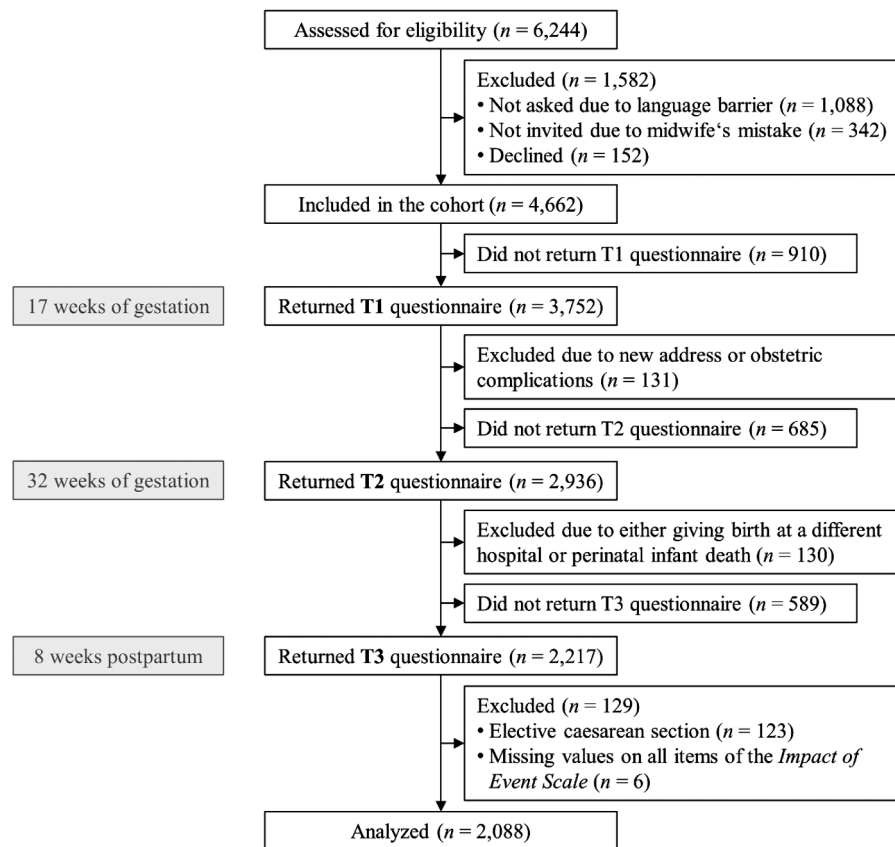 Assessed for eligibility (n = 6,244)
Excluded (n = 1,582)
• Not asked due to language barrier (n = 1,088)
• Not invited due to midwife‘s mistake (n = 342)
• Declined (n = 152)
Included in the cohort (n = 4,662)
Did not return T1 questionnaire (n = 910)
17 weeks of gestation
Returned T1 questionnaire (n = 3,752)
Excluded due to new address or obstetric
complications (n = 131)
Did not return T2 questionnaire (n = 685)
32 weeks of gestation
Returned T2 questionnaire (n = 2,936)
Excluded due to either giving birth at a different
hospital or perinatal infant death (n = 130)
Did not return T3 questionnaire (n = 589)
8 weeks postpartum
Returned T3 questionnaire (n = 2,217)
Excluded (n = 129)
• Elective caesarean section (n = 123)
• Missing values on all items of the Impact of
Event Scale (n = 6)
Analyzed (n = 2,088)